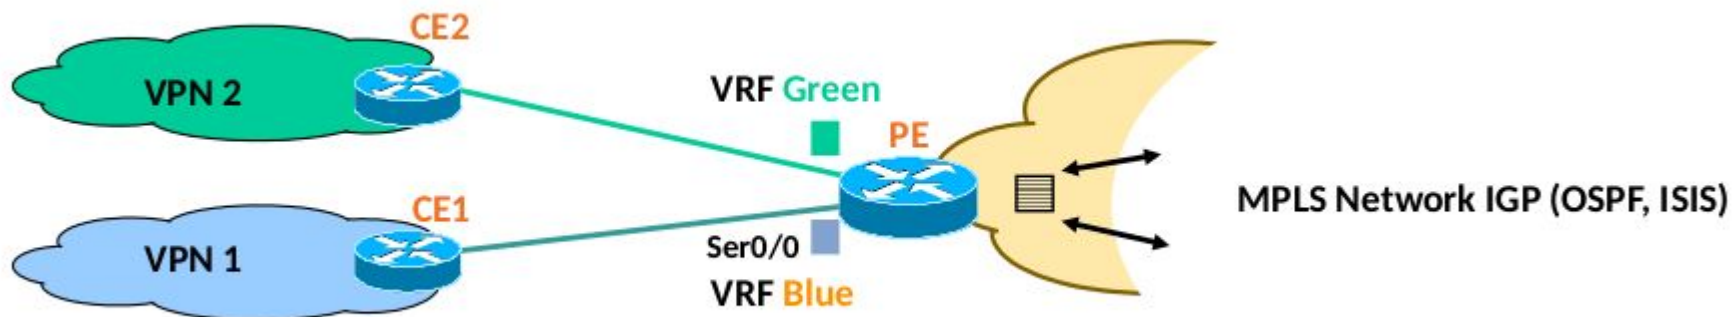 CE2
VPN 2
VRF Green
PE
MPLS Network IGP (OSPF, ISIS)
CE1
VPN 1
Ser0/0
VRF Blue